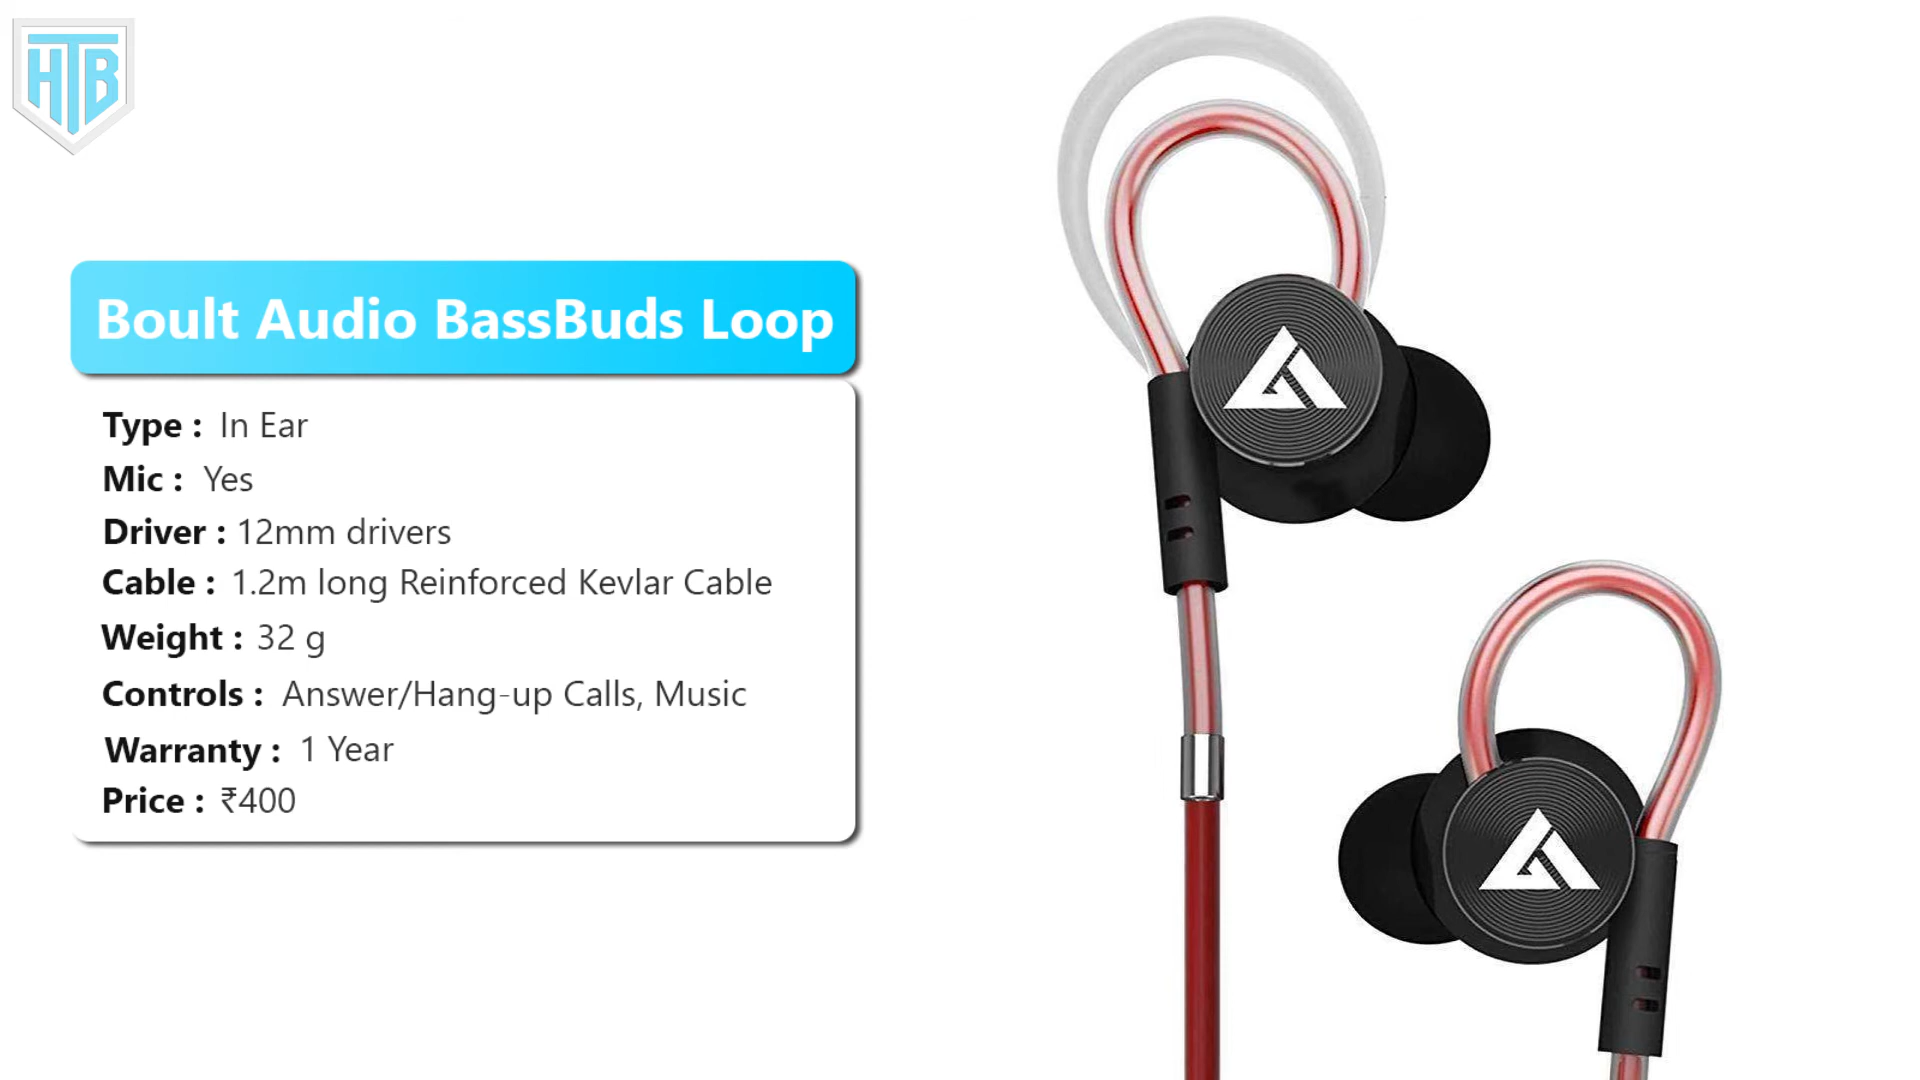 HTB
Boult Audio BassBuds Loop
Type : In Ear
Mic : Yes
Driver : 12mm drivers
Cable : 1.2m long Reinforced Kevlar Cable
Weight : 32 g
Controls : Answer/Hang-up Calls, Music
Warranty : 1 Year
Price : ₹400